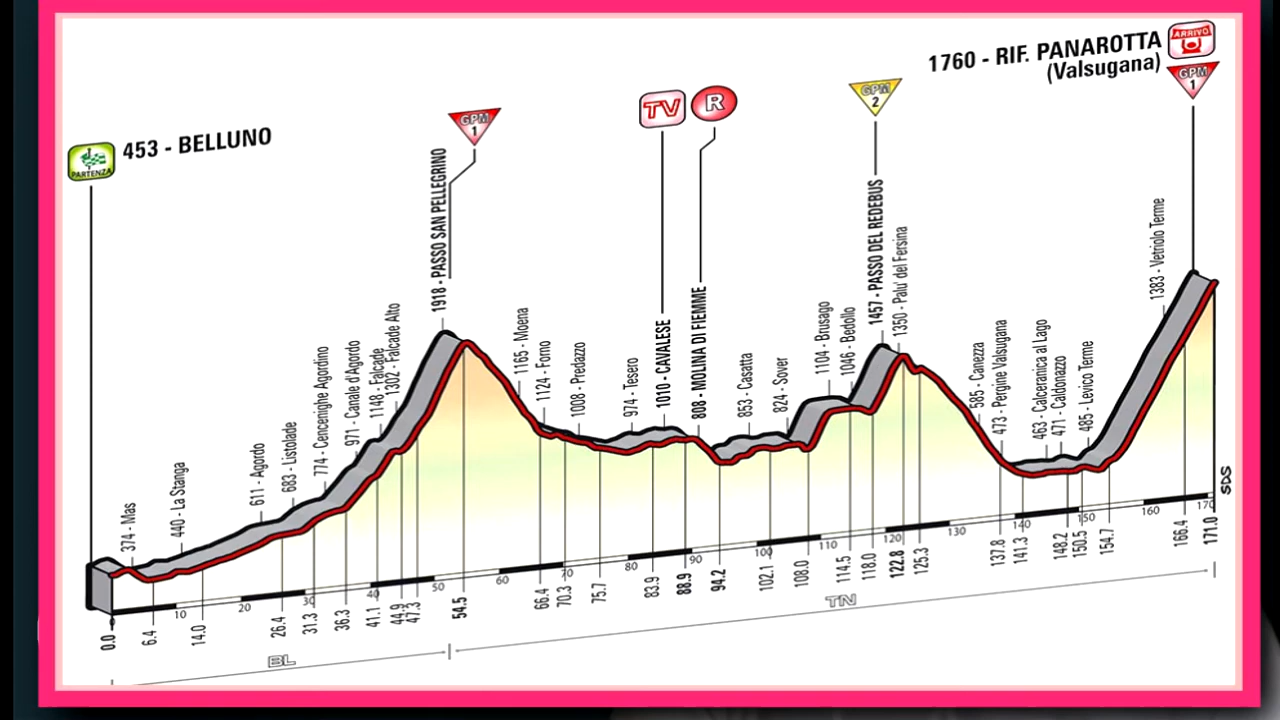 1760 - RIF. PANAROTTA
(Valsugana)
ARRIVO
GPM
1
453 - BELLUNO
PARTENZA
374 - Mas
440 - La Stanga
611 - Agordo
683 - Listolade
774 - Cencenighe Agordino
971 - Canale d'Agordo
1148 - Falcade
1302 - Falcade Alto
1918 - PASSO SAN PELLEGRINO
GPM
1
1165 - Moena
1124 - Forno
1008 - Predazzo
974 - Tesero
1010 - CAVALESE
TV
808 - MOLINA DI FIEMME
R
853 - Casatta
824 - Sover
1104 - Brusago
1046 - Bedollo
1457 - PASSO DEL REDEBUS
GPM
2
1350 - Palu' del Fersina
585 - Canezza
473 - Pergine Valsugana
463 - Calceranica al Lago
471 - Caldonazzo
485 - Levico Terme
1383 - Vetriolo Terme
SDS
10
20
30
40
50
60
70
80
90
100
110
120
130
140
150
160
170
0.0
6.4
14.0
26.4
31.3
36.3
41.1
44.9
47.3
54.5
66.4
70.3
75.7
83.9
88.9
94.2
102.1
108.0
114.5
118.0
122.8
125.3
137.8
141.3
148.2
150.5
154.7
166.4
171.0
BL
TN